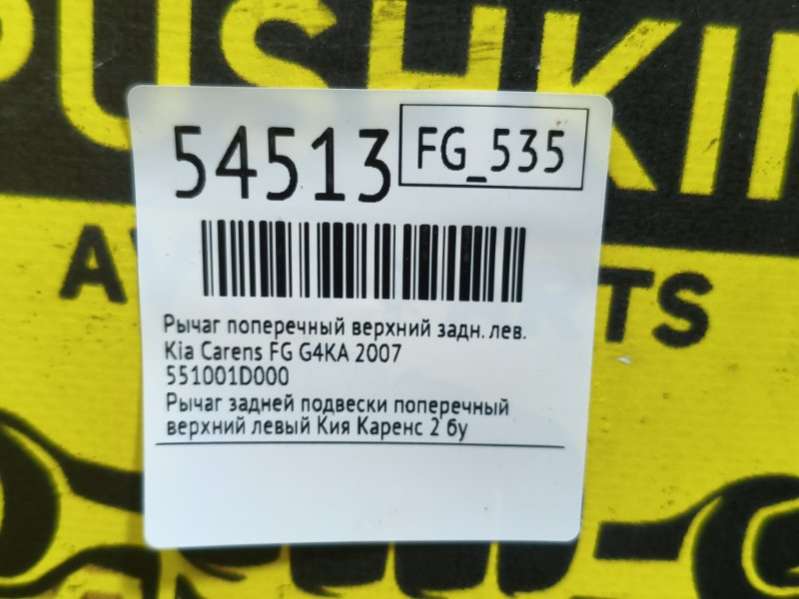 PUSHKIN
54513
FG_535
Рычаг поперечный верхний задн. лев.
Kia Carens FG G4KA 2007
551001D000
Рычаг задней подвески поперечный
верхний левый Кия Каренс 2 бу